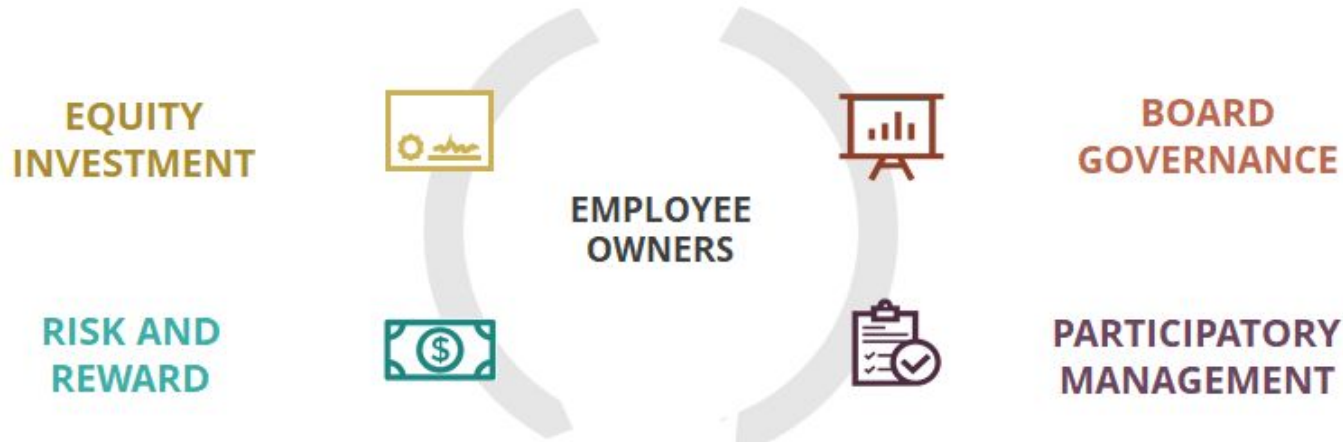 EQUITY
INVESTMENT
BOARD
GOVERNANCE
EMPLOYEE
OWNERS
RISK AND
REWARD
$
PARTICIPATORY
MANAGEMENT